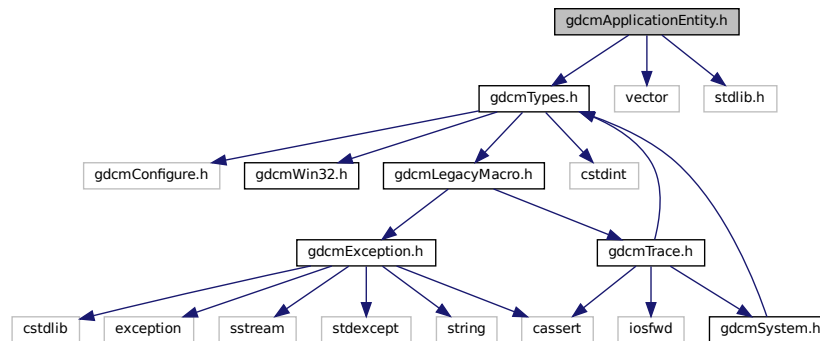 gdcmApplicationEntity.h
gdcmTypes.h
vector
stdlib.h
gdcmConfigure.h
gdcmWin32.h
gdcmLegacyMacro.h
cstdint
gdcmException.h
gdcmTrace.h
cstdlib
exception
sstream
stdexcept
string
cassert
iosfwd
gdcmSystem.h